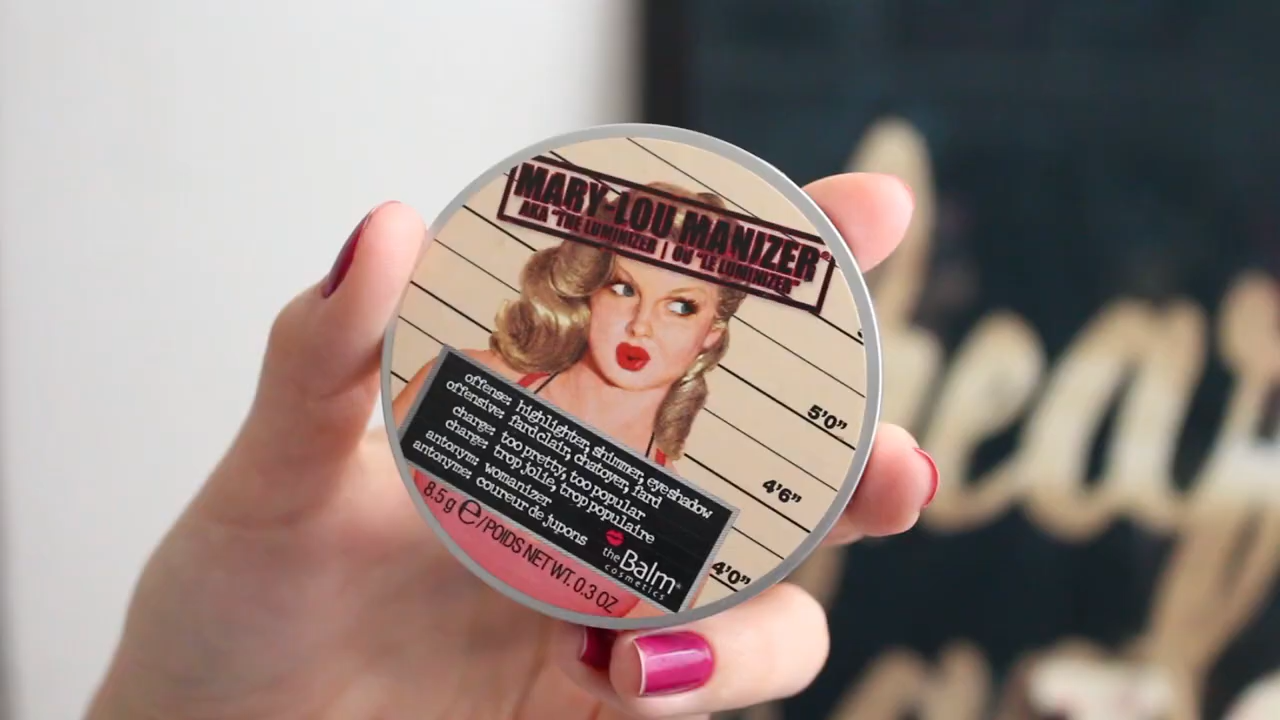 MARY-LOU MANIZER®
AKA "THE LUMINIZER | OU "LE LUMINIZER"
5'0"
4'6"
4'0"
offense: highlighter, shimmer, eyeshadow
offensive: fard clair, chatoyer, fard
charge: too pretty, too popular
charge: trop jolie, trop populaire
antonym: womanizer
antonyme: coureur de jupons
theBalm®
cosmetics
8.5 g e/POIDS NET WT. 0.3 OZ